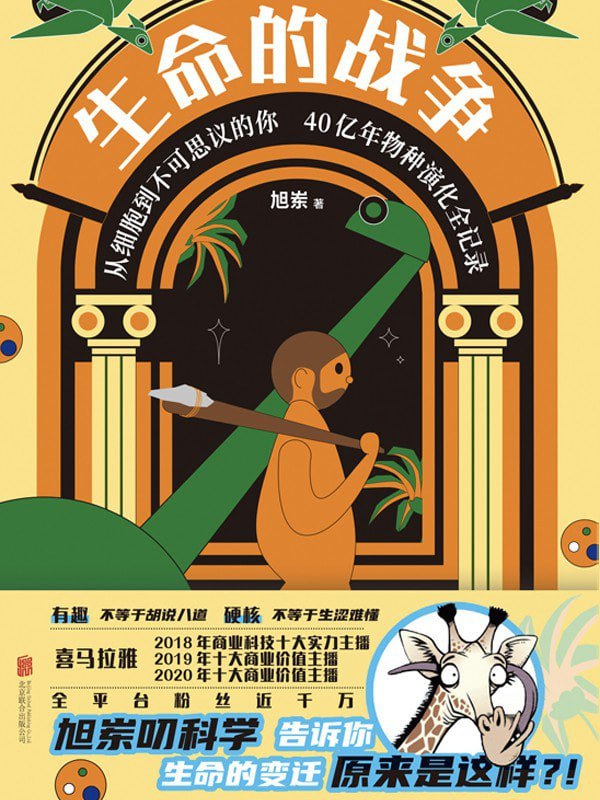 生命的战争
从细胞到不可思议的你 40亿年物种演化全记录
旭岽 著
有趣 不等于胡说八道 硬核 不等于生涩难懂
喜马拉雅
2018年商业科技十大实力主播
2019年十大商业价值主播
2020年十大商业价值主播
全平台粉丝近千万
旭岽叨科学 告诉你
生命的变迁 原来是这样?!
北京联合出版公司